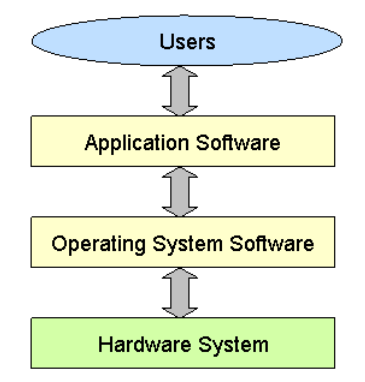 Users
Application Software
Operating System Software
Hardware System